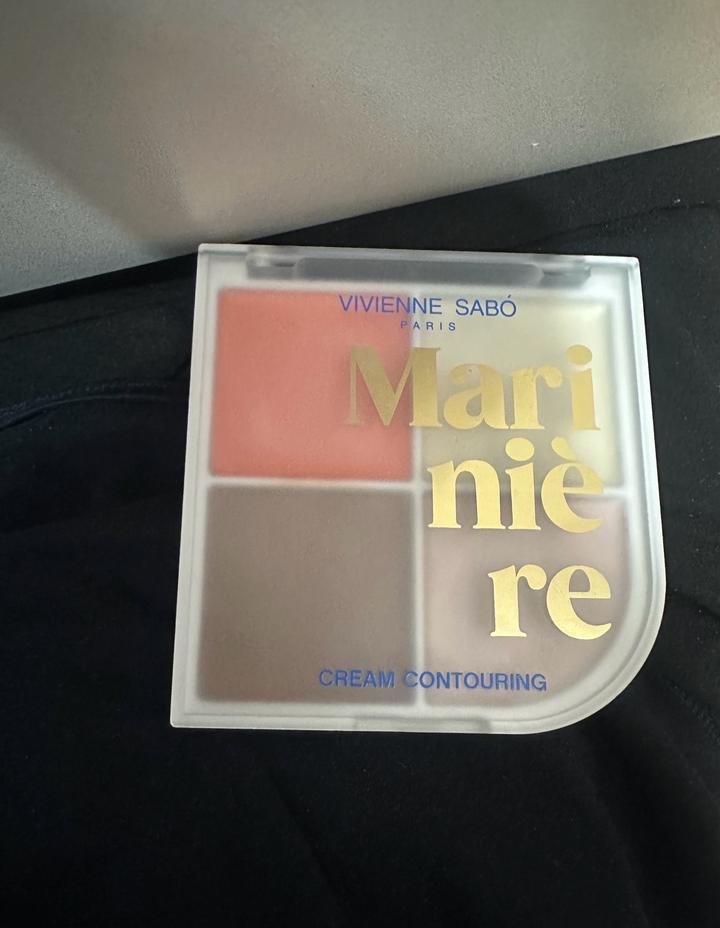 VIVIENNE SABÓ
PARIS
Mari
niè
re
CREAM CONTOURING